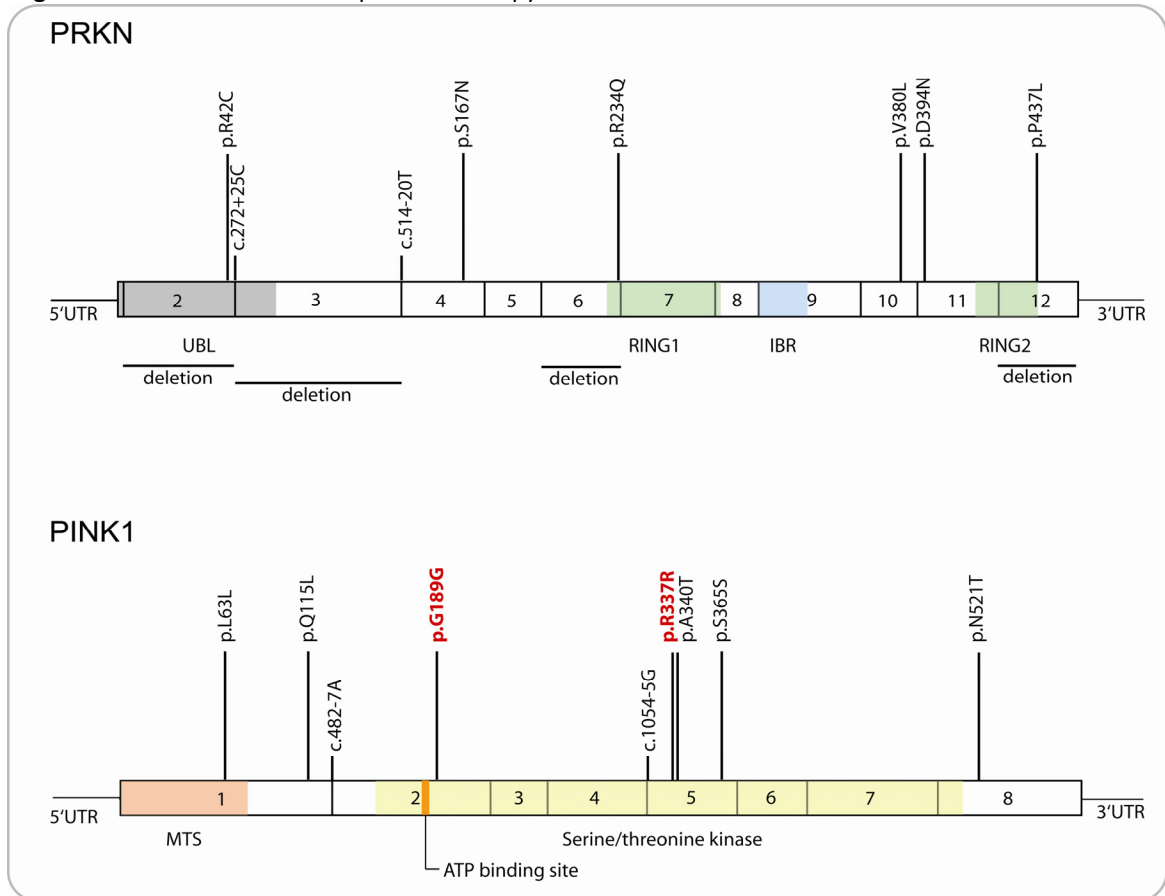 PRKN
p.R42C
c.272+25C
c.514-20T
p.S167N
p.R234Q
p.V380L
p.D394N
p.P437L
2 3 4 5 6 7 8 9 10 11 12
5'UTR
3'UTR
UBL RING1 IBR RING2
deletion
deletion
deletion
deletion
PINK1
p.L63L
p.Q115L
c.482-7A
p.G189G
c.1054-5G
p.R337R
p.A340T
p.S365S
p.N521T
1 2 3 4 5 6 7 8
5'UTR
3'UTR
MTS Serine/threonine kinase
ATP binding site